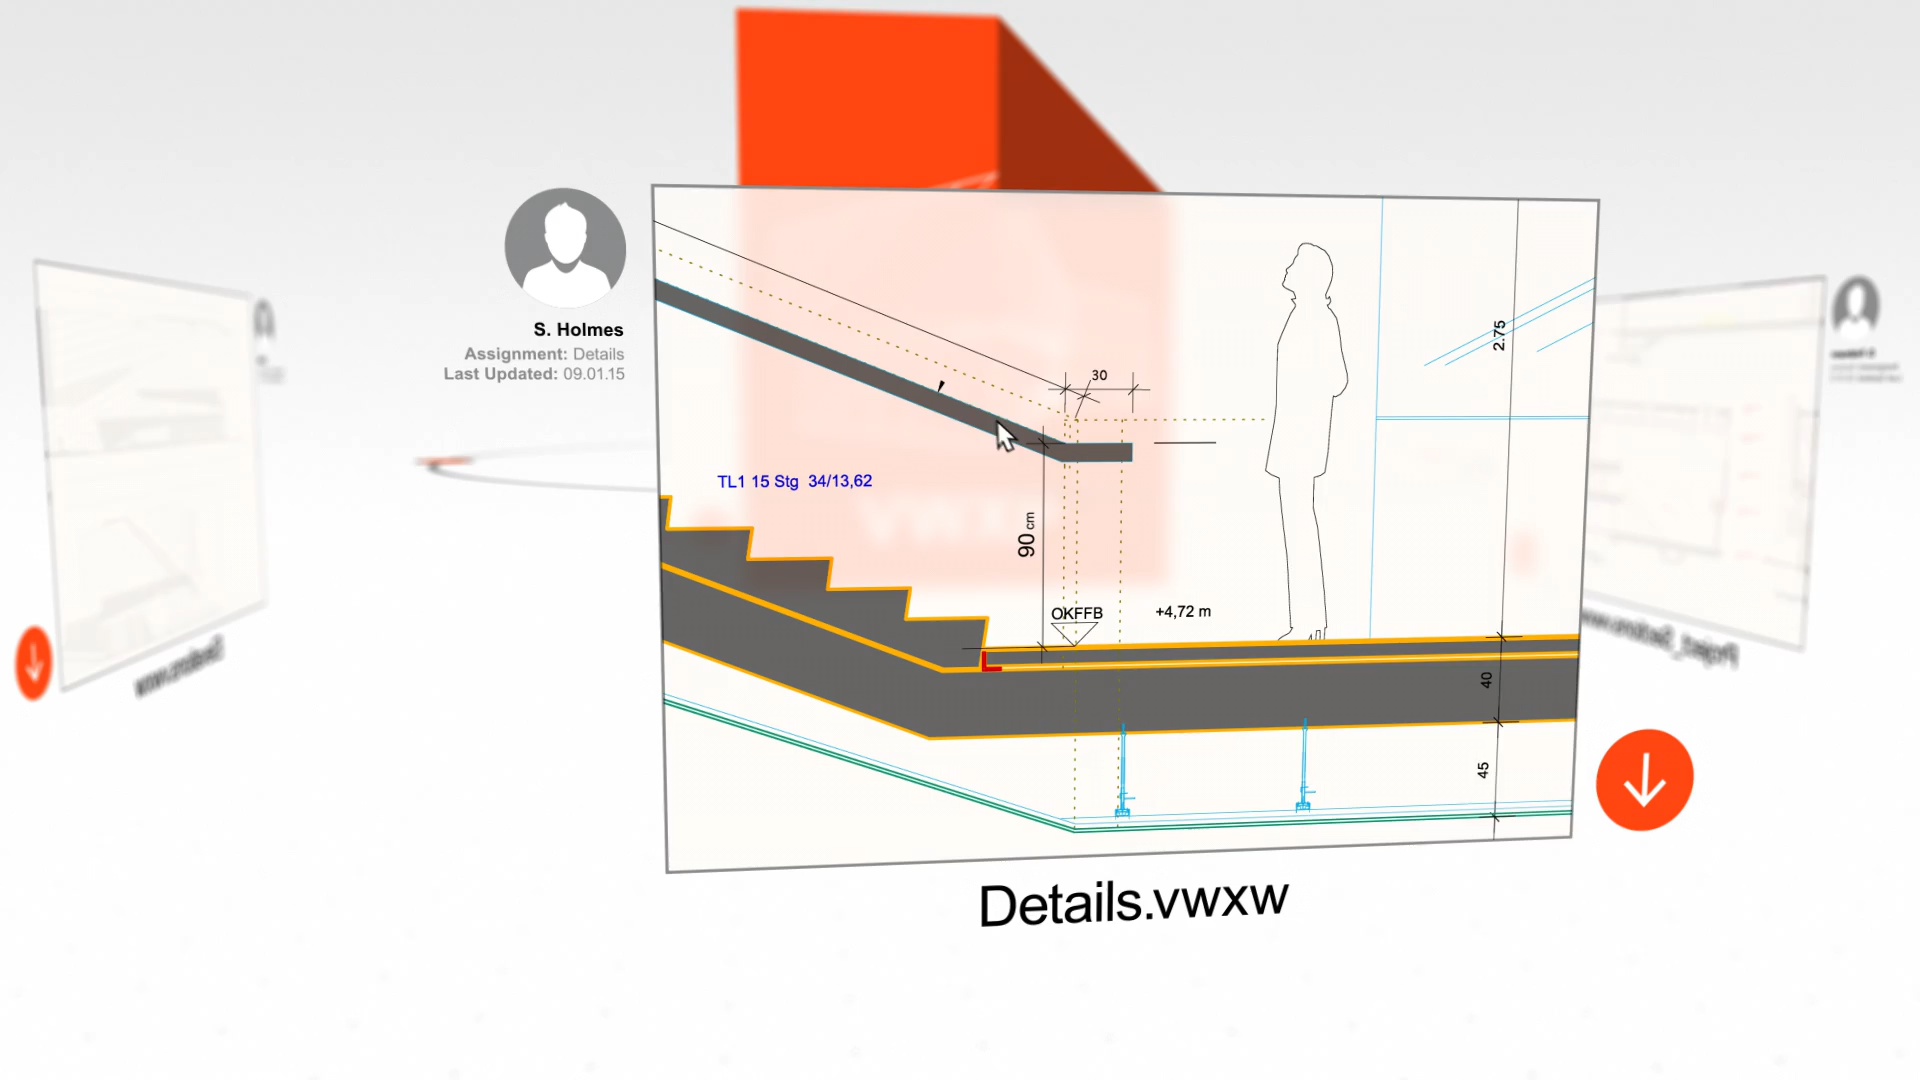 S. Holmes
Assignment: Details
Last Updated: 09.01.15
2.75
30
TL1 15 Stg 34/13,62
90 cm
OKFFB
+4,72 m
40
45
Details.vwxw